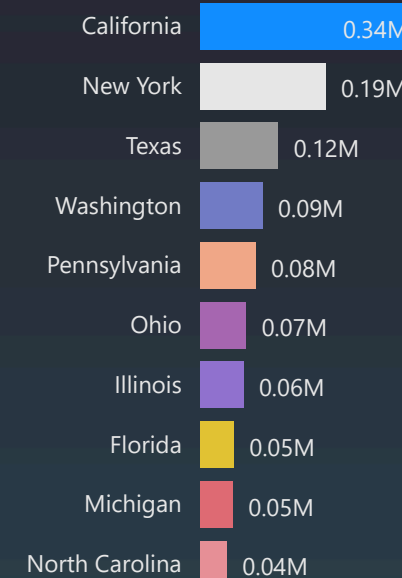 California 0.34M
New York 0.19M
Texas 0.12M
Washington 0.09M
Pennsylvania 0.08M
Ohio 0.07M
Illinois 0.06M
Florida 0.05M
Michigan 0.05M
North Carolina 0.04M